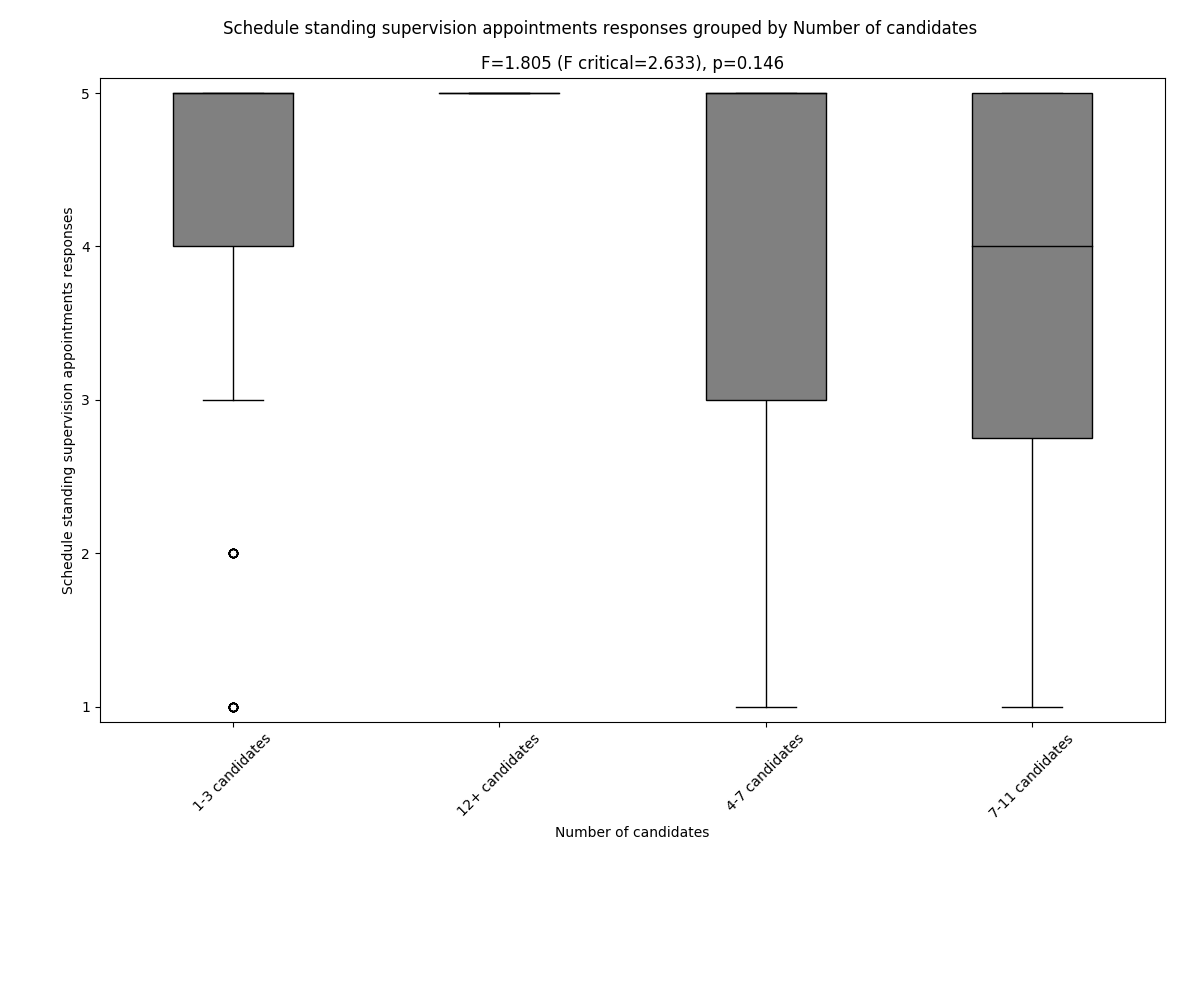 Schedule standing supervision appointments responses grouped by Number of candidates
F=1.805 (F critical=2.633), p=0.146
Schedule standing supervision appointments responses
5
4
3
2
1
1-3 candidates
12+ candidates
4-7 candidates
7-11 candidates
Number of candidates